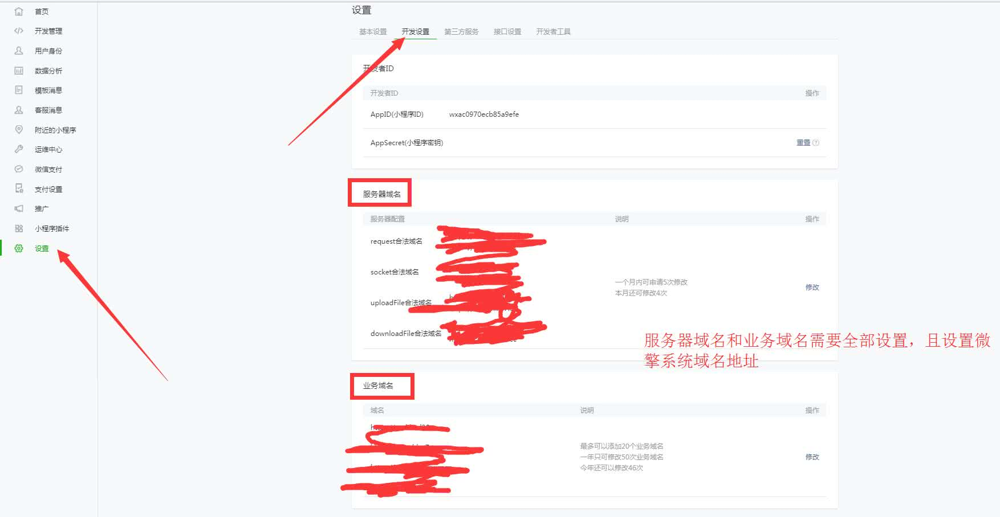 首页
开发管理
用户身份
数据分析
模板消息
客服消息
附近的小程序
运维中心
微信支付
支付设置
推广
小程序插件
设置
设置
基本设置 开发设置 第三方服务 接口设置 开发者工具
开发者ID
开发者ID 操作
AppID(小程序ID) wxac0970ecb85a9efe
AppSecret(小程序密钥) 重置
服务器域名
服务器配置 说明 操作
request合法域名
socket合法域名
一个月内可申请5次修改
本月还可修改4次
修改
uploadFile合法域名
downloadFile合法域名
服务器域名和业务域名需要全部设置，且设置微
擎系统域名地址
业务域名
域名 说明 操作
最多可以添加20个业务域名
一年只可修改50次业务域名
今年还可以修改46次
修改